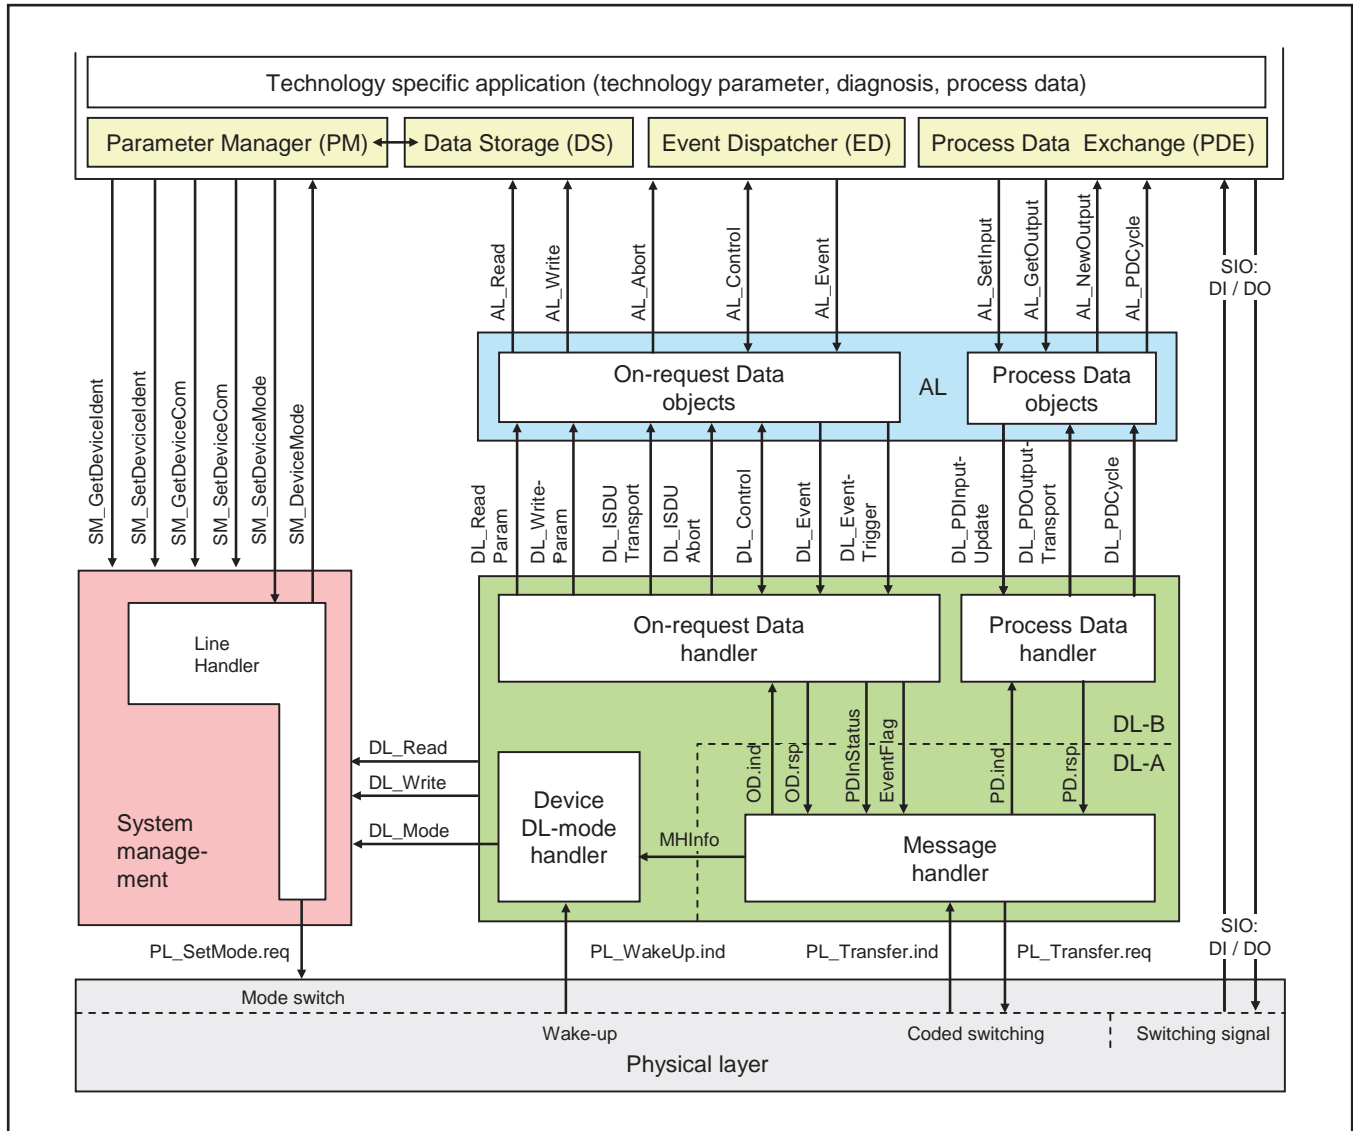 Technology specific application (technology parameter, diagnosis, process data)
Parameter Manager (PM)
Data Storage (DS)
Event Dispatcher (ED)
Process Data Exchange (PDE)
SM_GetDeviceIdent
SM_SetDevciceIdent
SM_GetDeviceCom
SM_SetDeviceCom
SM_SetDeviceMode
SM_DeviceMode
AL_Read
AL_Write
AL_Abort
AL_Control
AL_Event
AL_SetInput
AL_GetOutput
AL_NewOutput
AL_PDCycle
SIO:
DI / DO
On-request Data
objects
AL
Process Data
objects
DL_Read
Param
DL_Write-
Param
DL_ISDU
Transport
DL_ISDU
Abort
DL_Control
DL_Event
DL_Event-
Trigger
DL_PDInput-
Update
DL_PDOutput-
Transport
DL_PDCycle
Line
Handler
System
manage-
ment
On-request Data
handler
Process Data
handler
DL-B
DL-A
OD.ind
OD.rsp
PDInStatus
EventFlag
PD.ind
PD.rsp
DL_Read
DL_Write
DL_Mode
Device
DL-mode
handler
MHInfo
Message
handler
PL_SetMode.req
PL_WakeUp.ind
PL_Transfer.ind
PL_Transfer.req
SIO:
DI / DO
Mode switch
Wake-up
Coded switching
Switching signal
Physical layer